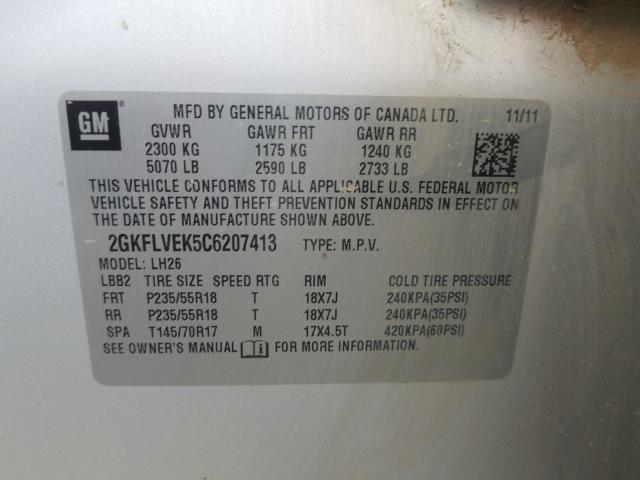 GM MFD BY GENERAL MOTORS OF CANADA LTD. 11/11
GVWR GAWR FRT GAWR RR
2300 KG 1175 KG 1240 KG
5070 LB 2590 LB 2733 LB
THIS VEHICLE CONFORMS TO ALL APPLICABLE U.S. FEDERAL MOTOR
VEHICLE SAFETY AND THEFT PREVENTION STANDARDS IN EFFECT ON
THE DATE OF MANUFACTURE SHOWN ABOVE.
2GKFLVEK5C6207413 TYPE: M.P.V.
MODEL: LH26
LBB2 TIRE SIZE SPEED RTG RIM COLD TIRE PRESSURE
FRT P235/55R18 T 18X7J 240KPA(35PSI)
RR P235/55R18 T 18X7J 240KPA(35PSI)
SPA T145/70R17 M 17X4.5T 420KPA(60PSI)
SEE OWNER'S MANUAL FOR MORE INFORMATION.